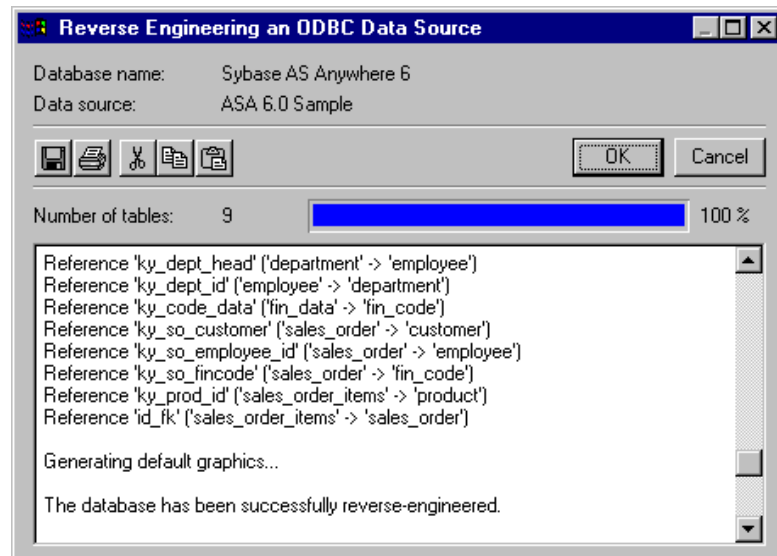 Reverse Engineering an ODBC Data Source
Database name: Sybase AS Anywhere 6
Data source: ASA 6.0 Sample
OK Cancel
Number of tables: 9 100 %
Reference 'ky_dept_head' ('department' -> 'employee')
Reference 'ky_dept_id' ('employee' -> 'department')
Reference 'ky_code_data' ('fin_data' -> 'fin_code')
Reference 'ky_so_customer' ('sales_order' -> 'customer')
Reference 'ky_so_employee_id' ('sales_order' -> 'employee')
Reference 'ky_so_fincode' ('sales_order' -> 'fin_code')
Reference 'ky_prod_id' ('sales_order_items' -> 'product')
Reference 'id_fk' ('sales_order_items' -> 'sales_order')
Generating default graphics...
The database has been successfully reverse-engineered.